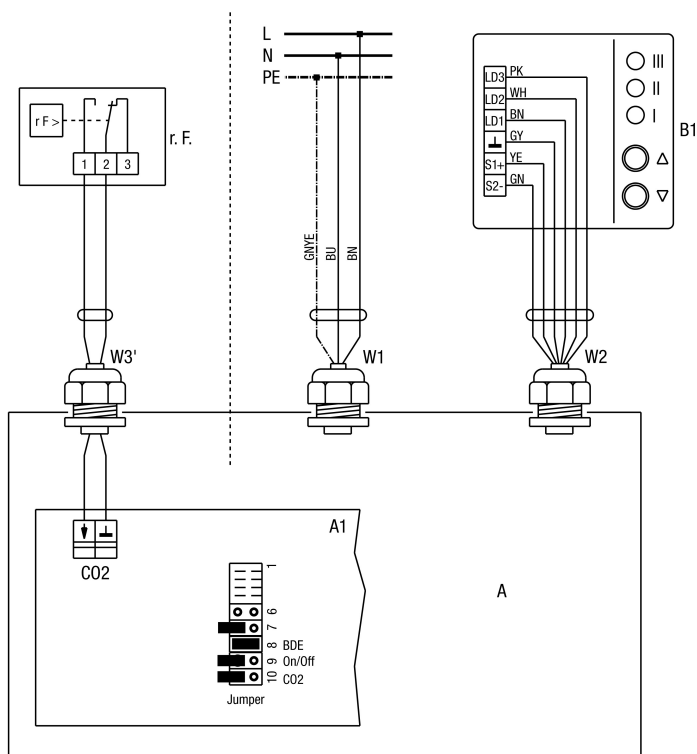 L
N
PE
r F >
r. F.
1 2 3
LD3 PK
LD2 WH
LD1 BN
GY
S1+ YE
S2- GN
III
II
I
B1
GNYE
BU
BN
W3'
W1
W2
A1
A
CO2
1
6
7
8 BDE
9 On/Off
10 CO2
Jumper